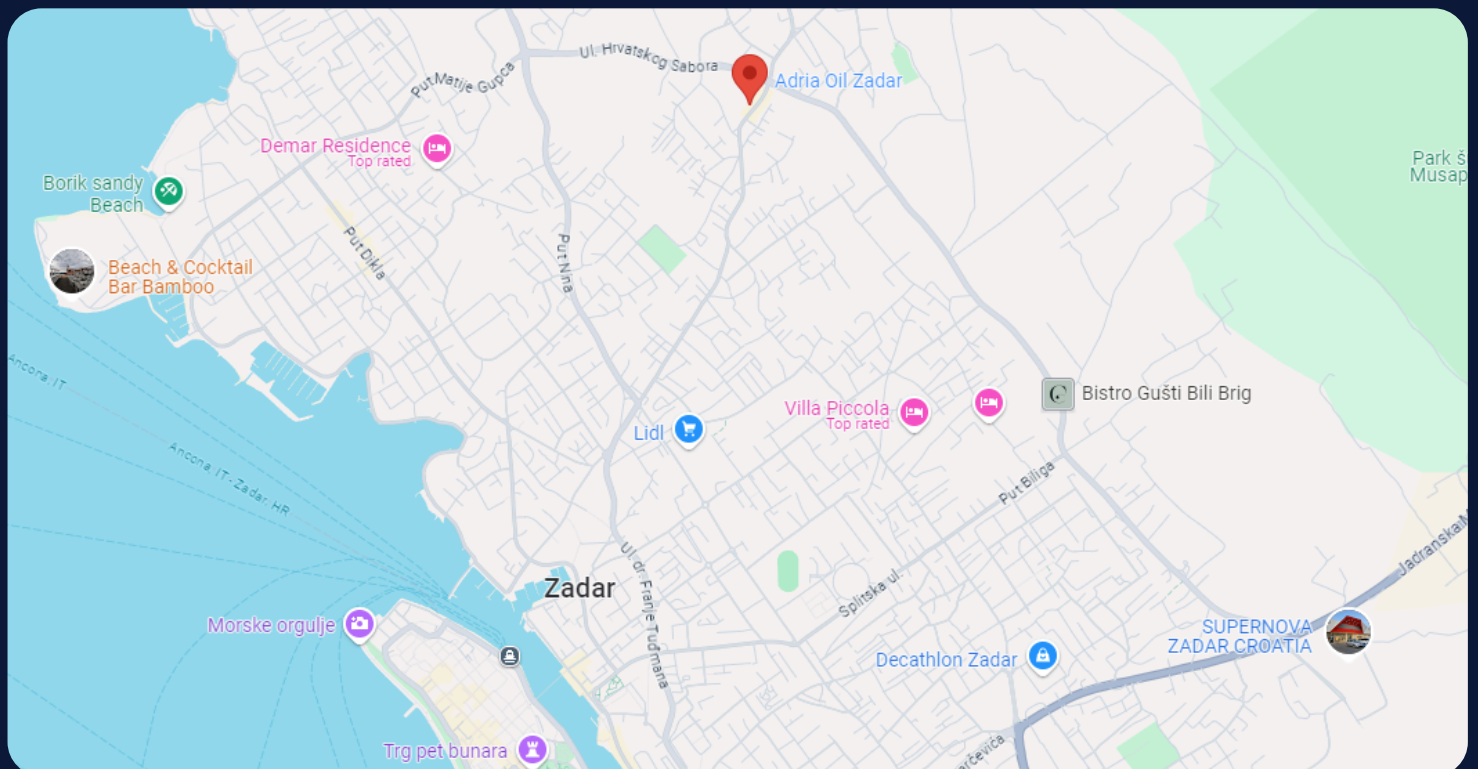 Ul. Hrvatskog Sabora
Put Matije Gupca
Adria Oil Zadar
Demar Residence
Top rated
Park š
Musap
Borik sandy
Beach
Put Dikla
Put Nina
Beach & Cocktail
Bar Bamboo
Ancona, IT
Bistro Gušti Bili Brig
Villa Piccola
Top rated
Lidl
Ancona, IT - Zadar, HR
Put Biliga
Jadranska M
Ul. dr. Franje Tuđmana
Zadar
Splitska ul.
Morske orgulje
SUPERNOVA
ZADAR CROATIA
Decathlon Zadar
Trg pet bunara
arčevića